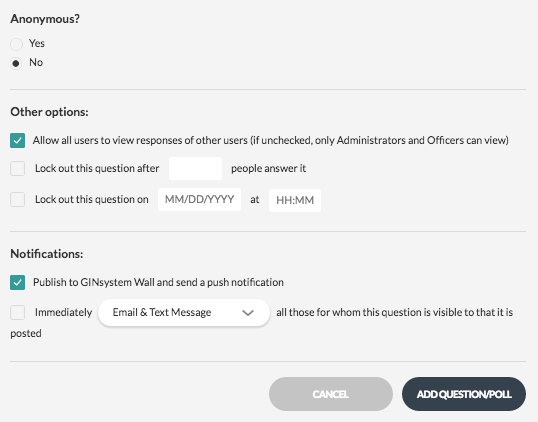 Anonymous?
Yes
No
Other options:
Allow all users to view responses of other users (if unchecked, only Administrators and Officers can view)
Lock out this question after people answer it
Lock out this question on MM/DD/YYYY at HH:MM
Notifications:
Publish to GINsystem Wall and send a push notification
Immediately Email & Text Message all those for whom this question is visible to that it is
posted
CANCEL ADD QUESTION/POLL